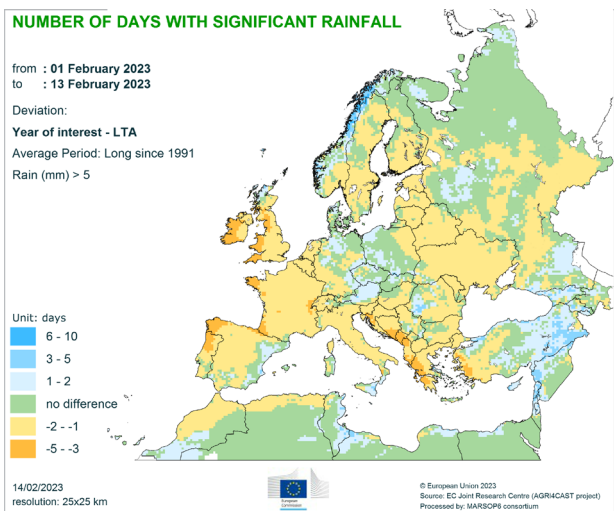 NUMBER OF DAYS WITH SIGNIFICANT RAINFALL
from : 01 February 2023
to : 13 February 2023
Deviation:
Year of interest - LTA
Average Period: Long since 1991
Rain (mm) > 5
Unit: days
6 - 10
3 - 5
1 - 2
no difference
-2 - -1
-5 - -3
14/02/2023
resolution: 25x25 km
European
Commission
© European Union 2023
Source: EC Joint Research Centre (AGRI4CAST project)
Processed by: MARSOP6 consortium